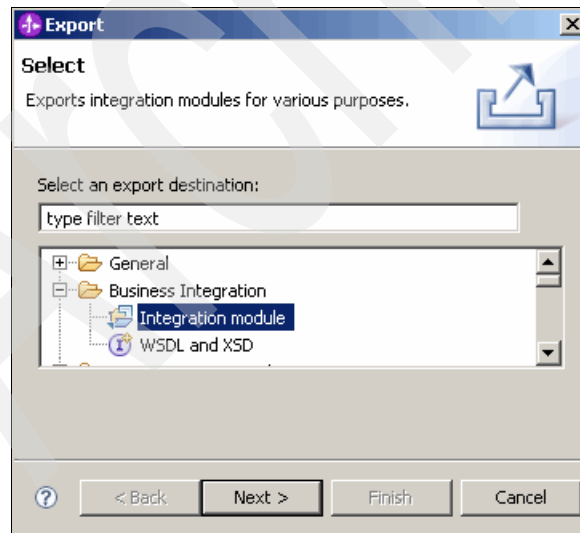 Export
Select
Exports integration modules for various purposes.
Select an export destination:
type filter text
General
Business Integration
Integration module
WSDL and XSD
< Back
Next >
Finish
Cancel